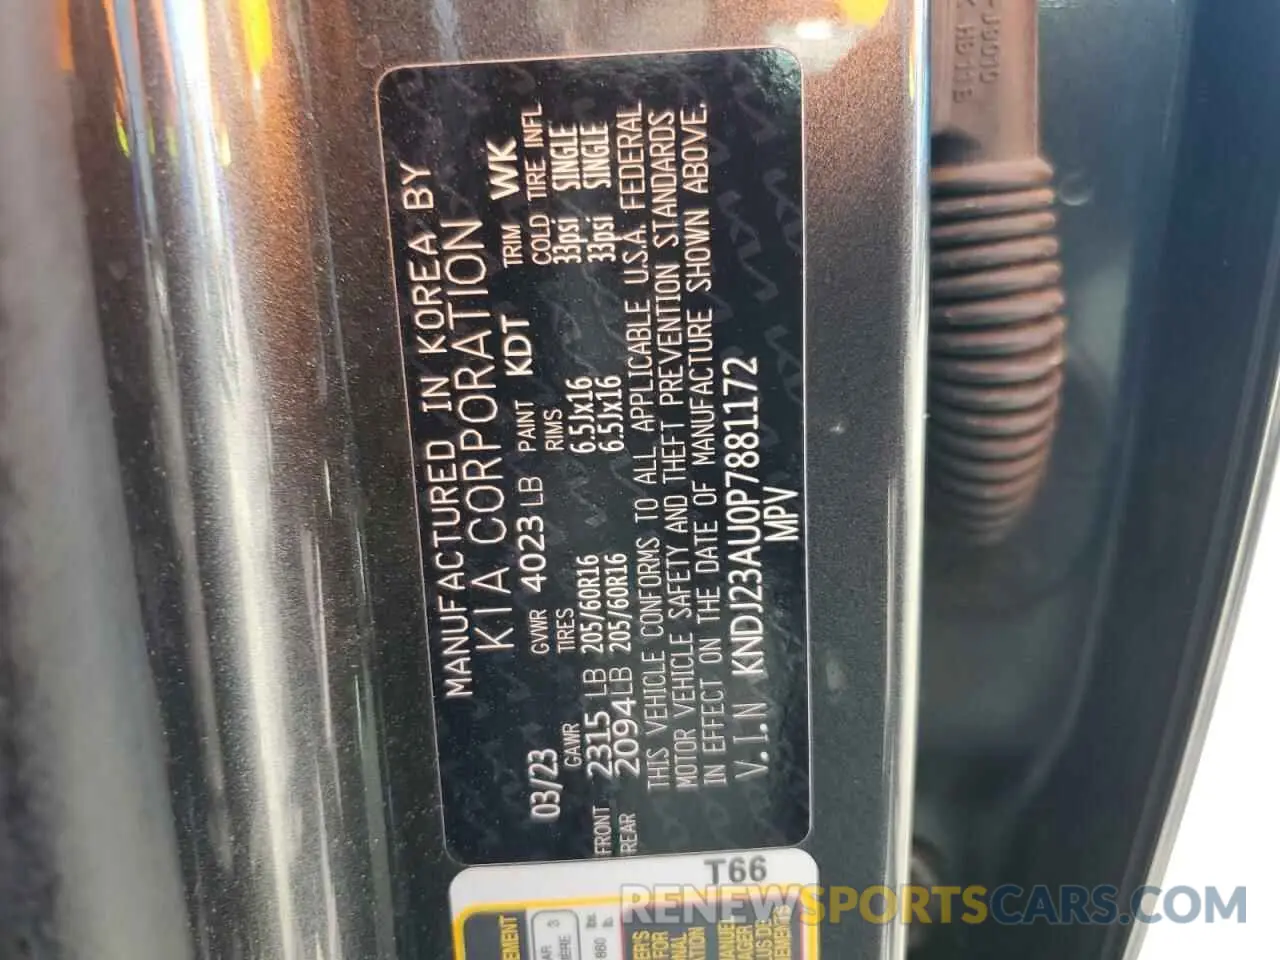 MANUFACTURED IN KOREA BY
KIA CORPORATION
03/23 GVWR 4023 LB PAINT KDT TRIM WK
GAWR TIRES RIMS COLD TIRE INFL
FRONT 2315 LB 205/60R16 6.5Jx16 33psi SINGLE
REAR 2094LB 205/60R16 6.5Jx16 33psi SINGLE
THIS VEHICLE CONFORMS TO ALL APPLICABLE U.S.A. FEDERAL
MOTOR VEHICLE SAFETY AND THEFT PREVENTION STANDARDS
IN EFFECT ON THE DATE OF MANUFACTURE SHOWN ABOVE.
V.I.N KNDJ23AU0P7881172
MPV
T66
RENEWSPORTSCARS.COM